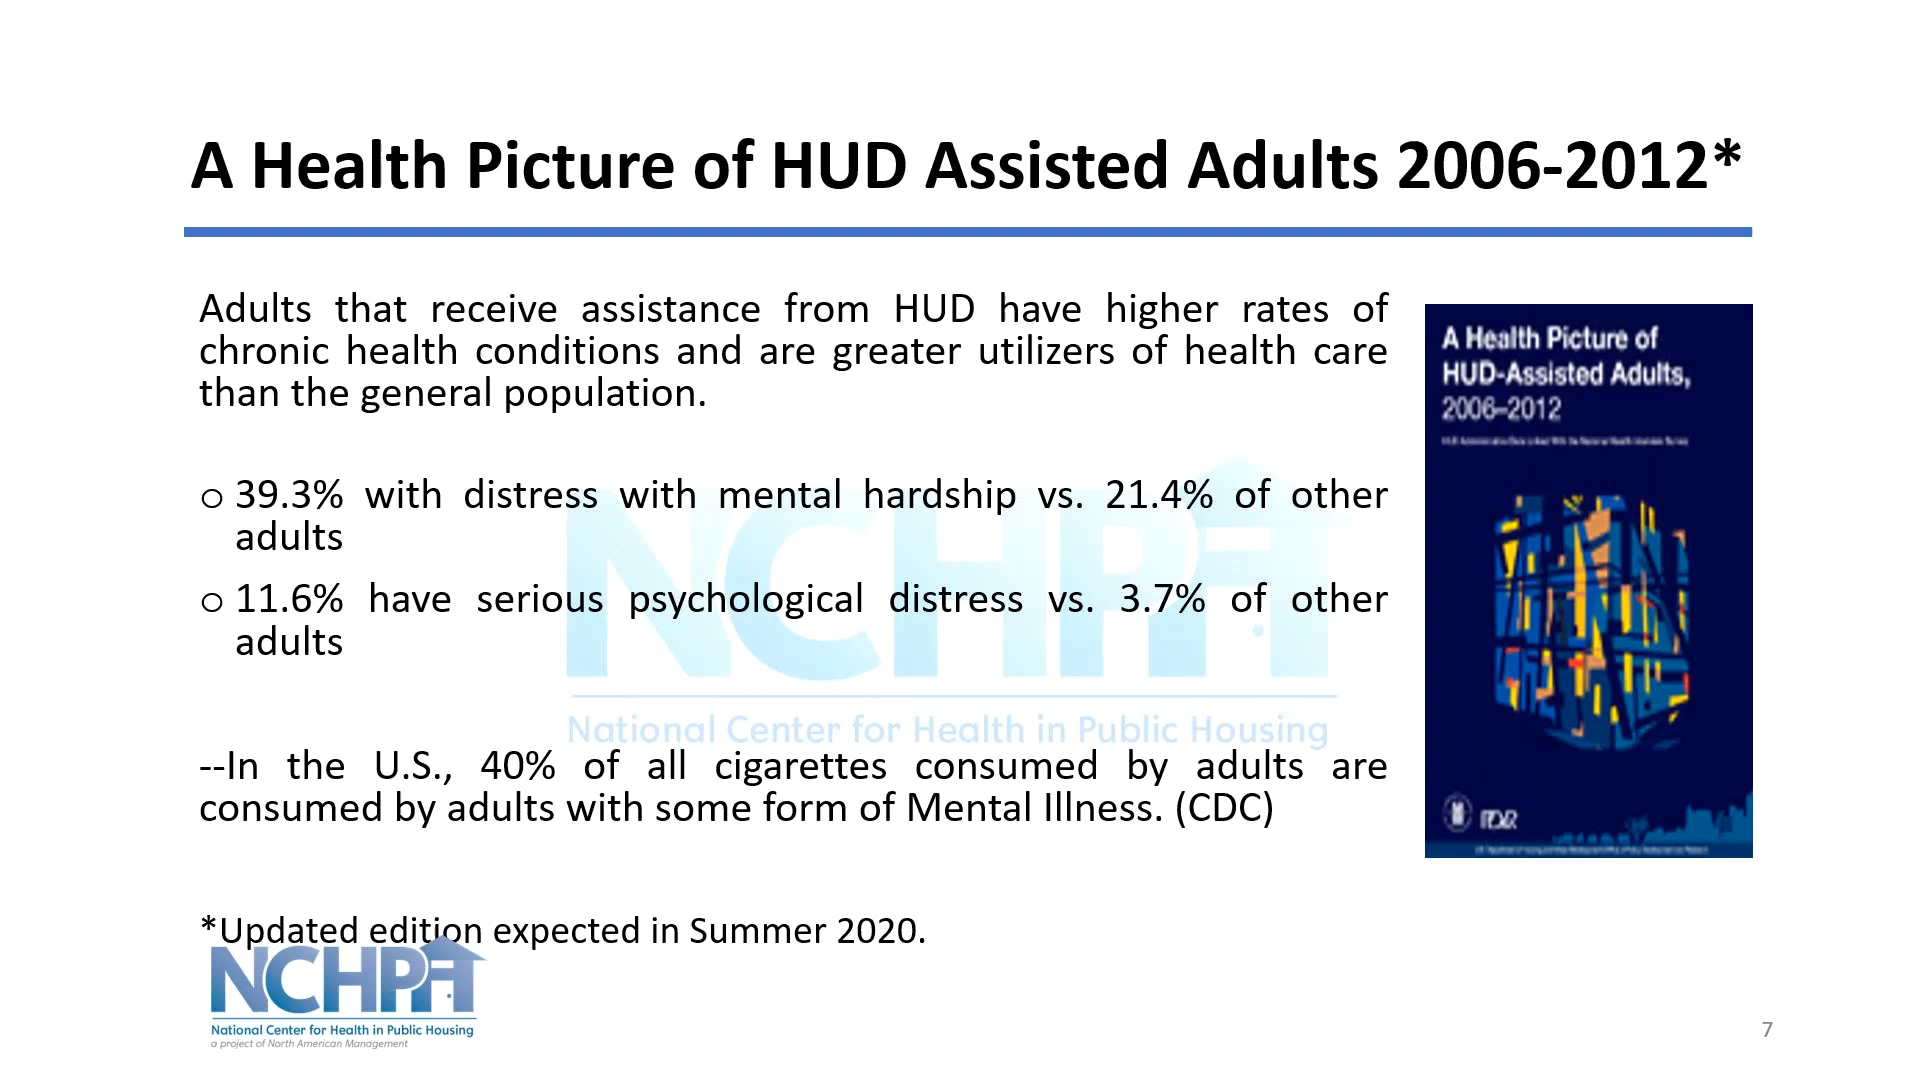 A Health Picture of HUD Assisted Adults 2006-2012*
Adults that receive assistance from HUD have higher rates of
chronic health conditions and are greater utilizers of health care
than the general population.
o 39.3% with distress with mental hardship vs. 21.4% of other
adults
o 11.6% have serious psychological distress vs. 3.7% of other
adults
--In the U.S., 40% of all cigarettes consumed by adults are
consumed by adults with some form of Mental Illness. (CDC)
*Updated edition expected in Summer 2020.
A Health Picture of
HUD-Assisted Adults,
2006–2012
PD&R
NCHPH
National Center for Health in Public Housing
NCHPH
National Center for Health in Public Housing
a project of North American Management
7